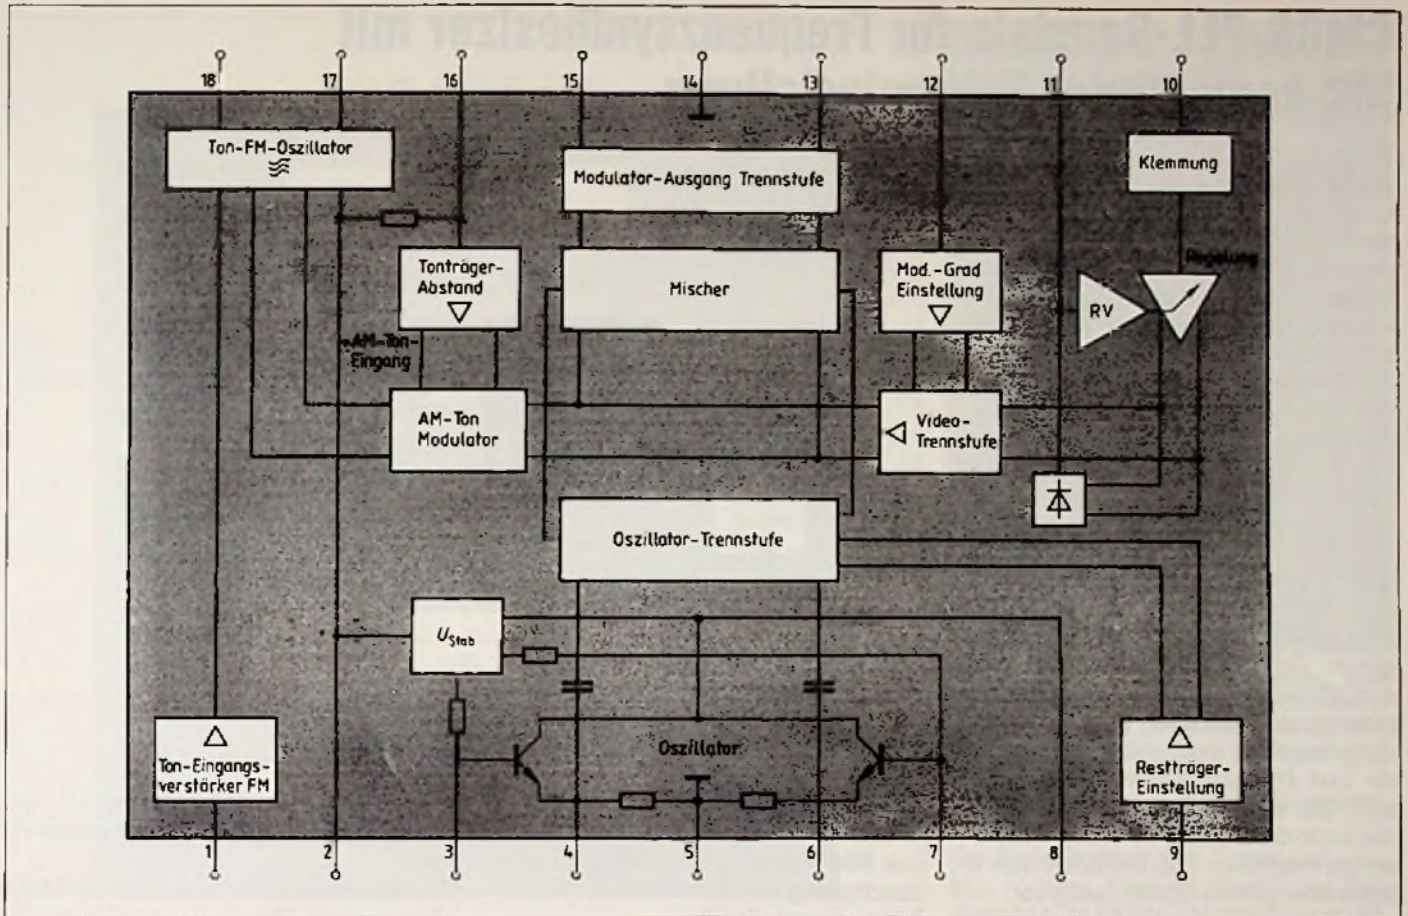 18 17 16 15 14 13 12 11 10
Ton-FM-Oszillator
Modulator-Ausgang Trennstufe
Klemmung
Tonträger-
Abstand
Mischer
Mod.-Grad
Einstellung
Regelung
RV
AM-Ton-
Eingang
AM-Ton
Modulator
Video-
Trennstufe
Oszillator-Trennstufe
UStab
Oszillator
Ton-Eingangs-
verstärker FM
Restträger-
Einstellung
1 2 3 4 5 6 7 8 9